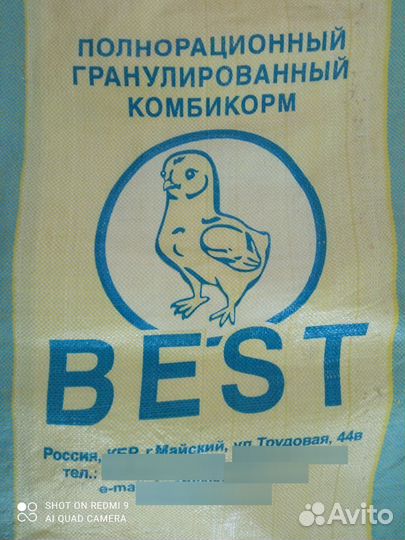 ПОЛНОРАЦИОННЫЙ
ГРАНУЛИРОВАННЫЙ
КОМБИКОРМ
BEST
Россия, КБР, г.Майский, ул.Трудовая, 44в
тел.:
e-ma
SHOT ON REDMI 9
AI QUAD CAMERA
Avito